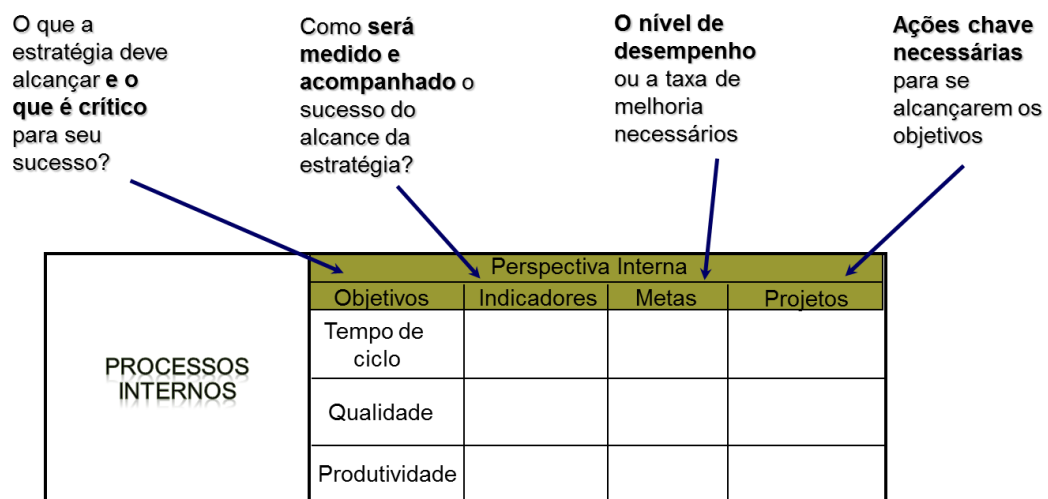 O que a
estratégia deve
alcançar e o
que é crítico
para seu
sucesso?
Como será
medido e
acompanhado o
sucesso do
alcance da
estratégia?
O nível de
desempenho
ou a taxa de
melhoria
necessários
Ações chave
necessárias
para se
alcançarem os
objetivos
PROCESSOS
INTERNOS
Perspectiva Interna
Objetivos Indicadores Metas Projetos
Tempo de
ciclo
Qualidade
Produtividade